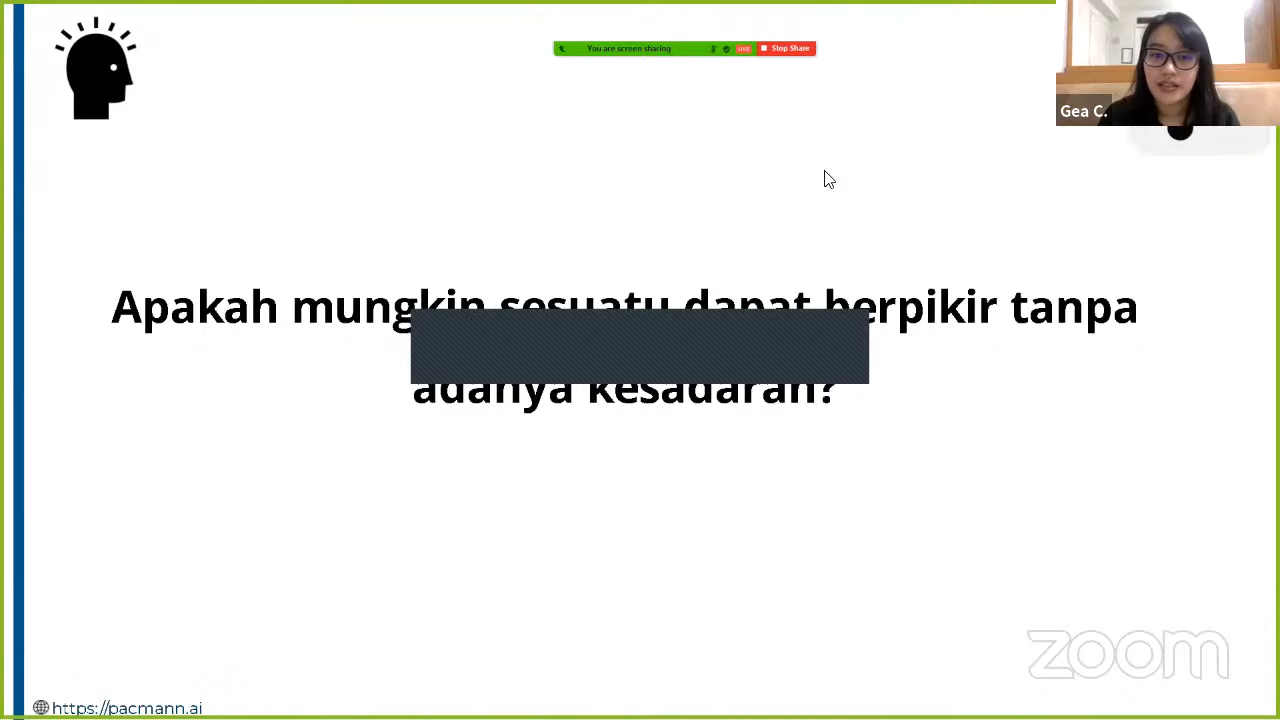 You are screen sharing
LIVE
Stop Share
Gea C.
Apakah mungkin sesuatu dapat berpikir tanpa
adanya kesadaran?
zoom
https://pacmann.ai